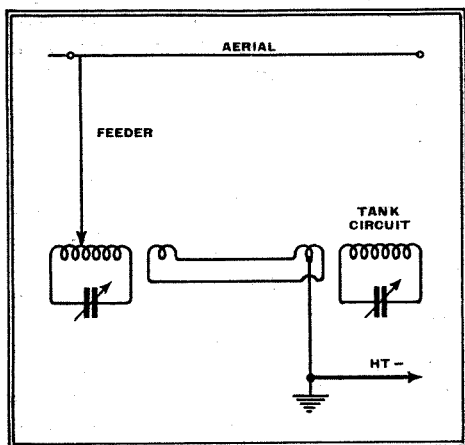 AERIAL
FEEDER
TANK
CIRCUIT
HT –